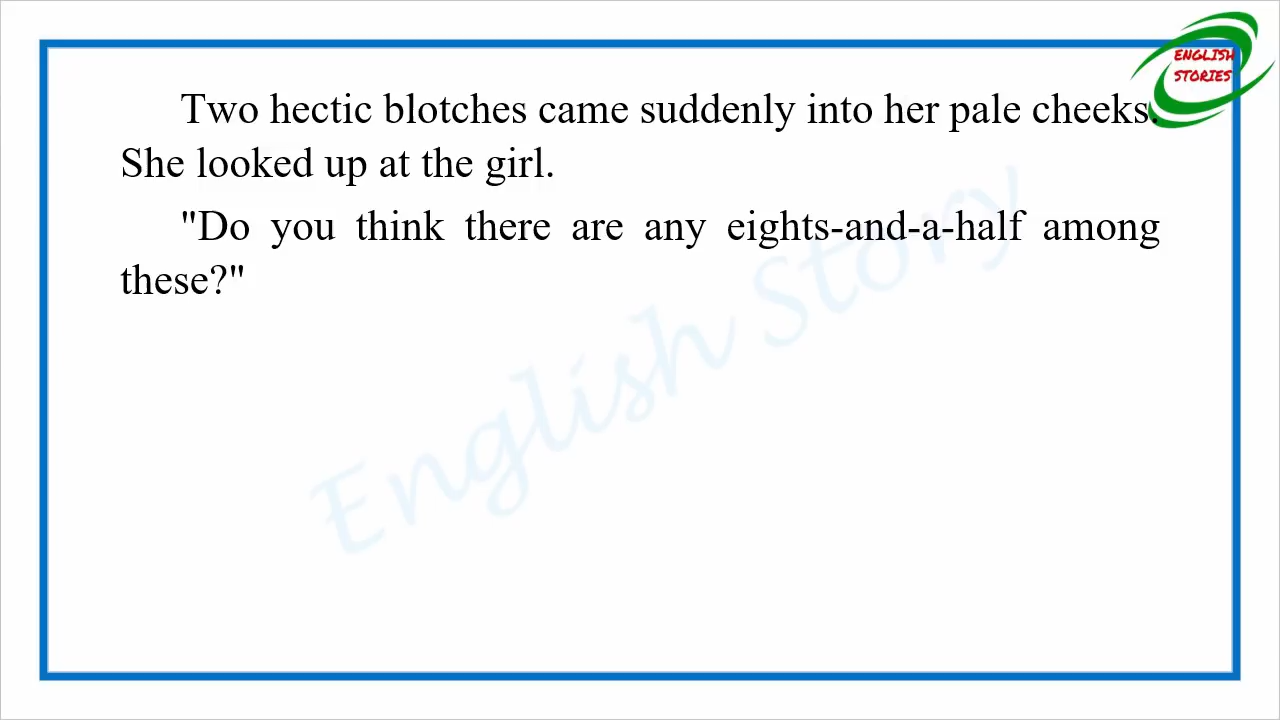 ENGLISH
STORIES
Two hectic blotches came suddenly into her pale cheeks.
She looked up at the girl.
"Do you think there are any eights-and-a-half among
these?"
English Story